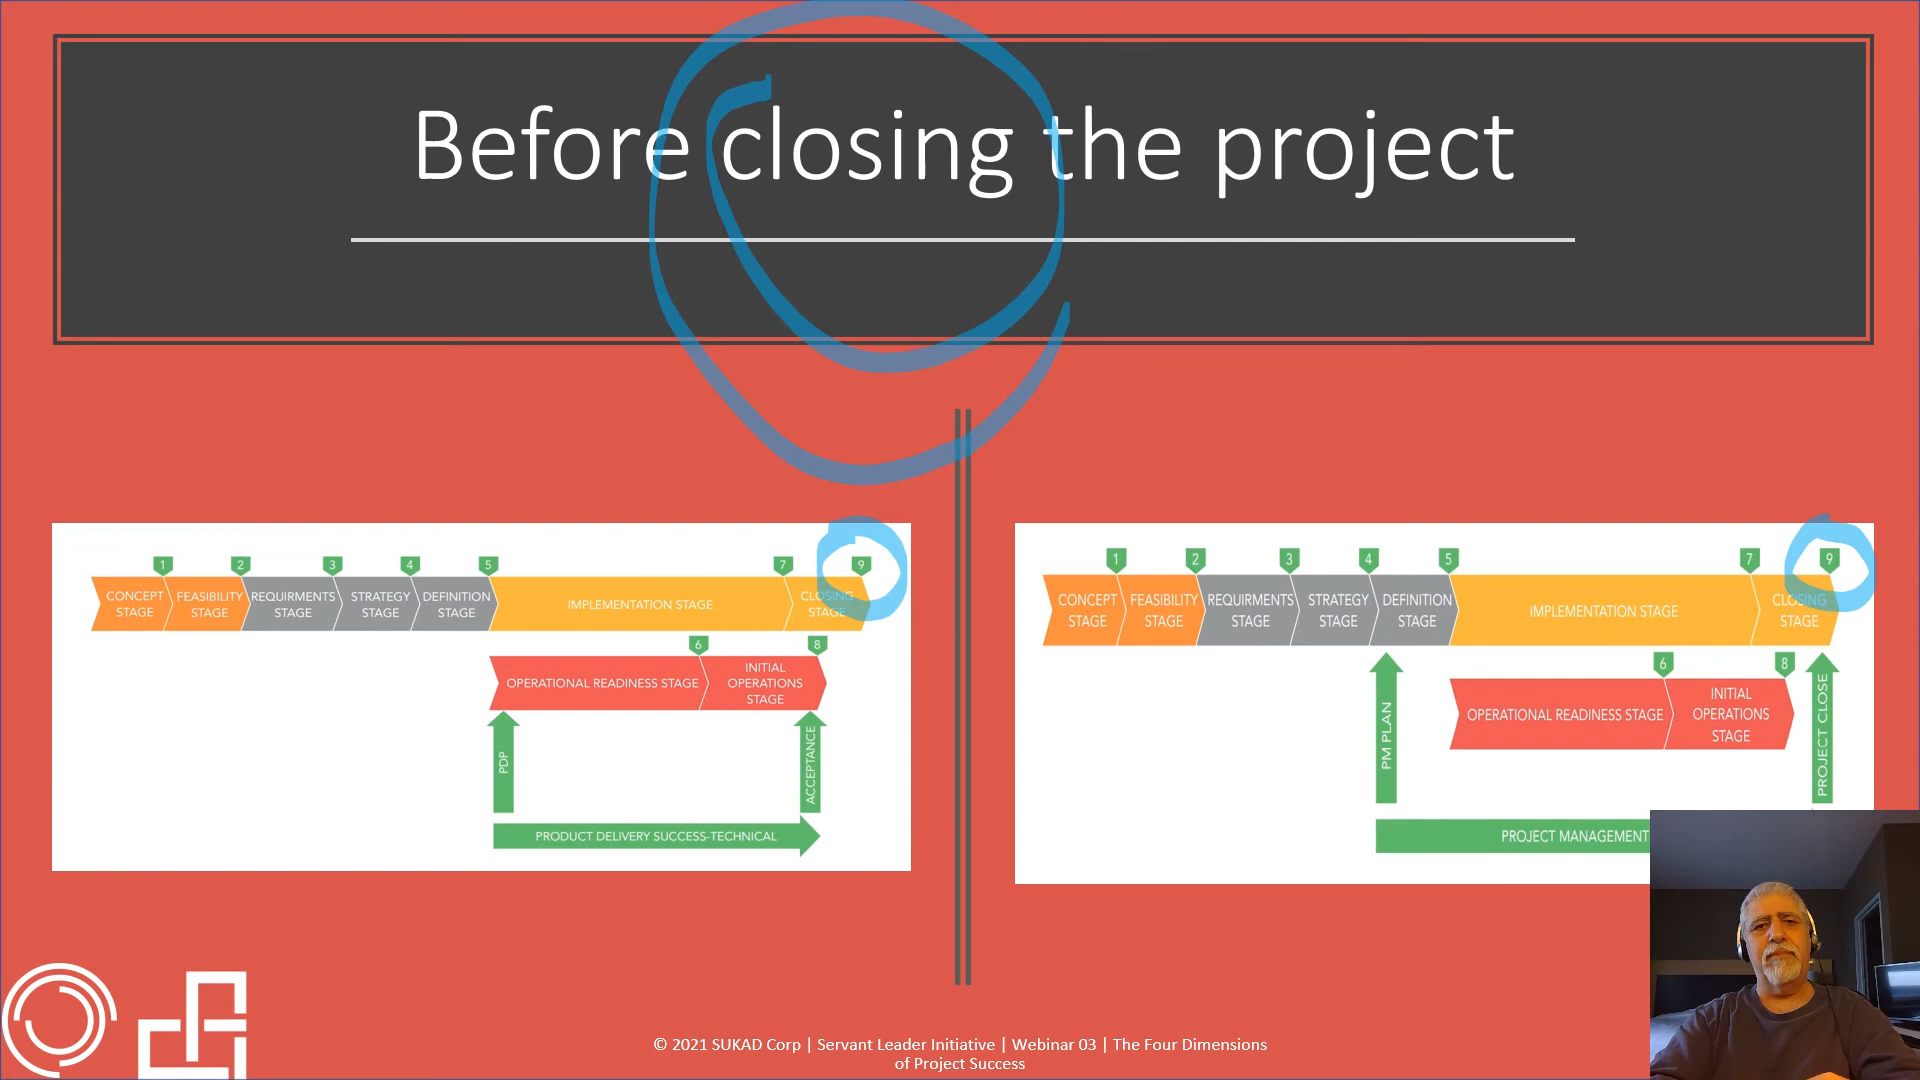 Before closing the project
1 2 3 4 5 7 9
CONCEPT STAGE
FEASIBILITY STAGE
REQUIRMENTS STAGE
STRATEGY STAGE
DEFINITION STAGE
IMPLEMENTATION STAGE
CLOSING STAGE
6 8
OPERATIONAL READINESS STAGE
INITIAL OPERATIONS STAGE
PDP
ACCEPTANCE
PRODUCT DELIVERY SUCCESS-TECHNICAL
1 2 3 4 5 7 9
CONCEPT STAGE
FEASIBILITY STAGE
REQUIRMENTS STAGE
STRATEGY STAGE
DEFINITION STAGE
IMPLEMENTATION STAGE
CLOSING STAGE
6 8
OPERATIONAL READINESS STAGE
INITIAL OPERATIONS STAGE
PM PLAN
PROJECT CLOSE
PROJECT MANAGEMENT
© 2021 SUKAD Corp | Servant Leader Initiative | Webinar 03 | The Four Dimensions
of Project Success